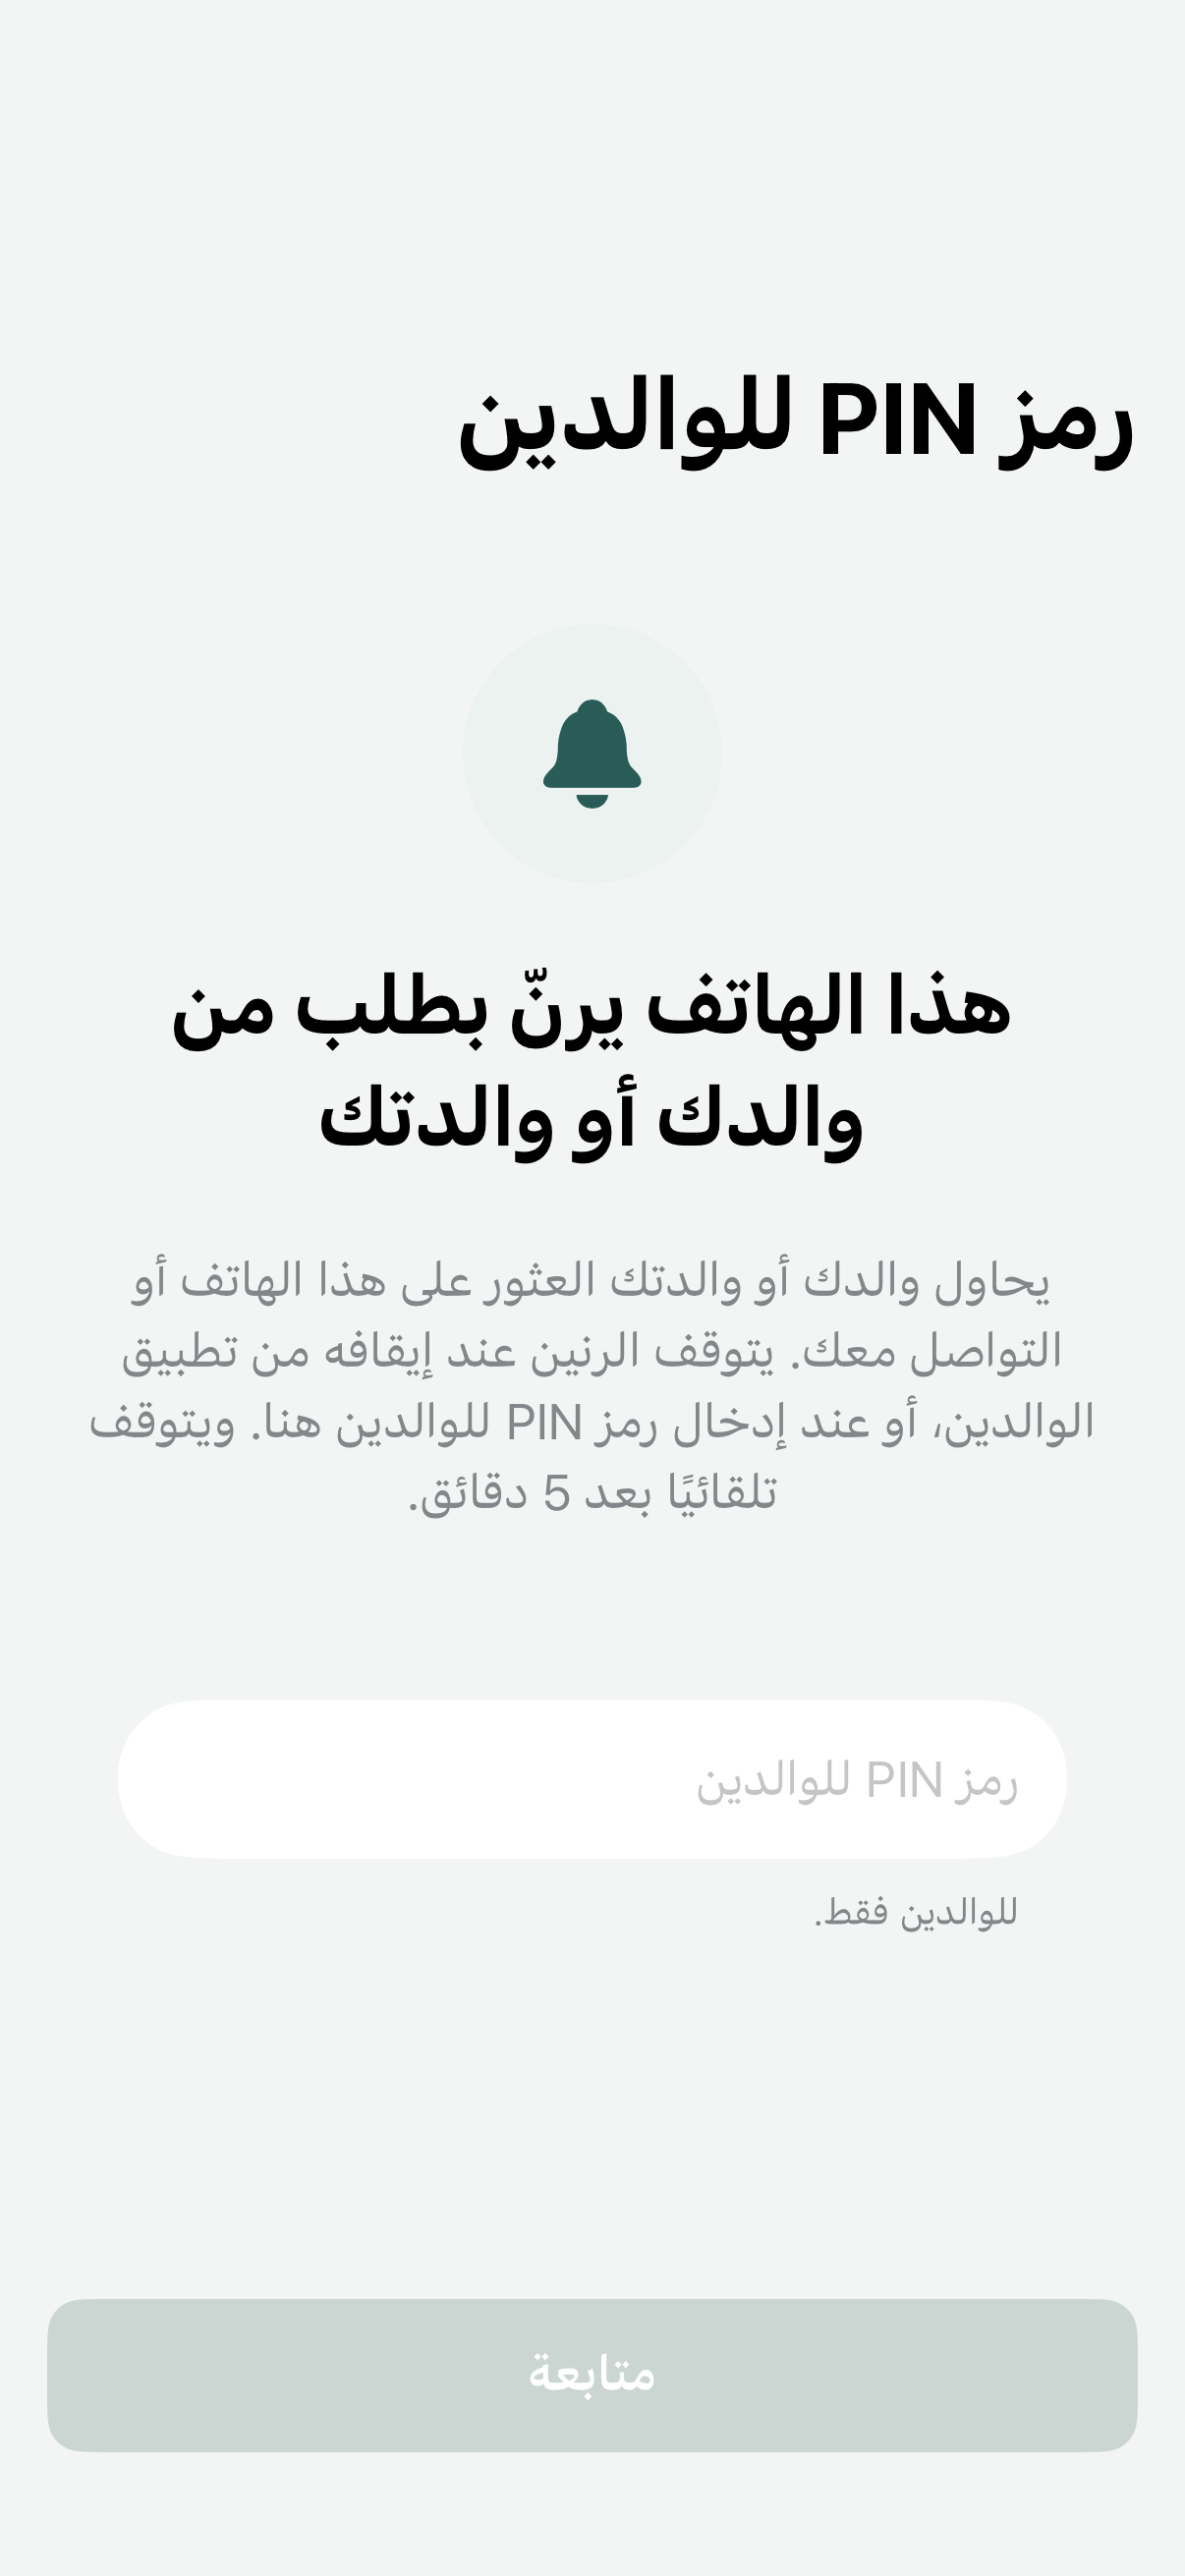 رمز PIN للوالدين
هذا الهاتف يرنّ بطلب من
والدك أو والدتك
يحاول والدك أو والدتك العثور على هذا الهاتف أو
التواصل معك. يتوقف الرنين عند إيقافه من تطبيق
الوالدين، أو عند إدخال رمز PIN للوالدين هنا. ويتوقف
تلقائيًا بعد 5 دقائق.
رمز PIN للوالدين
للوالدين فقط.
متابعة